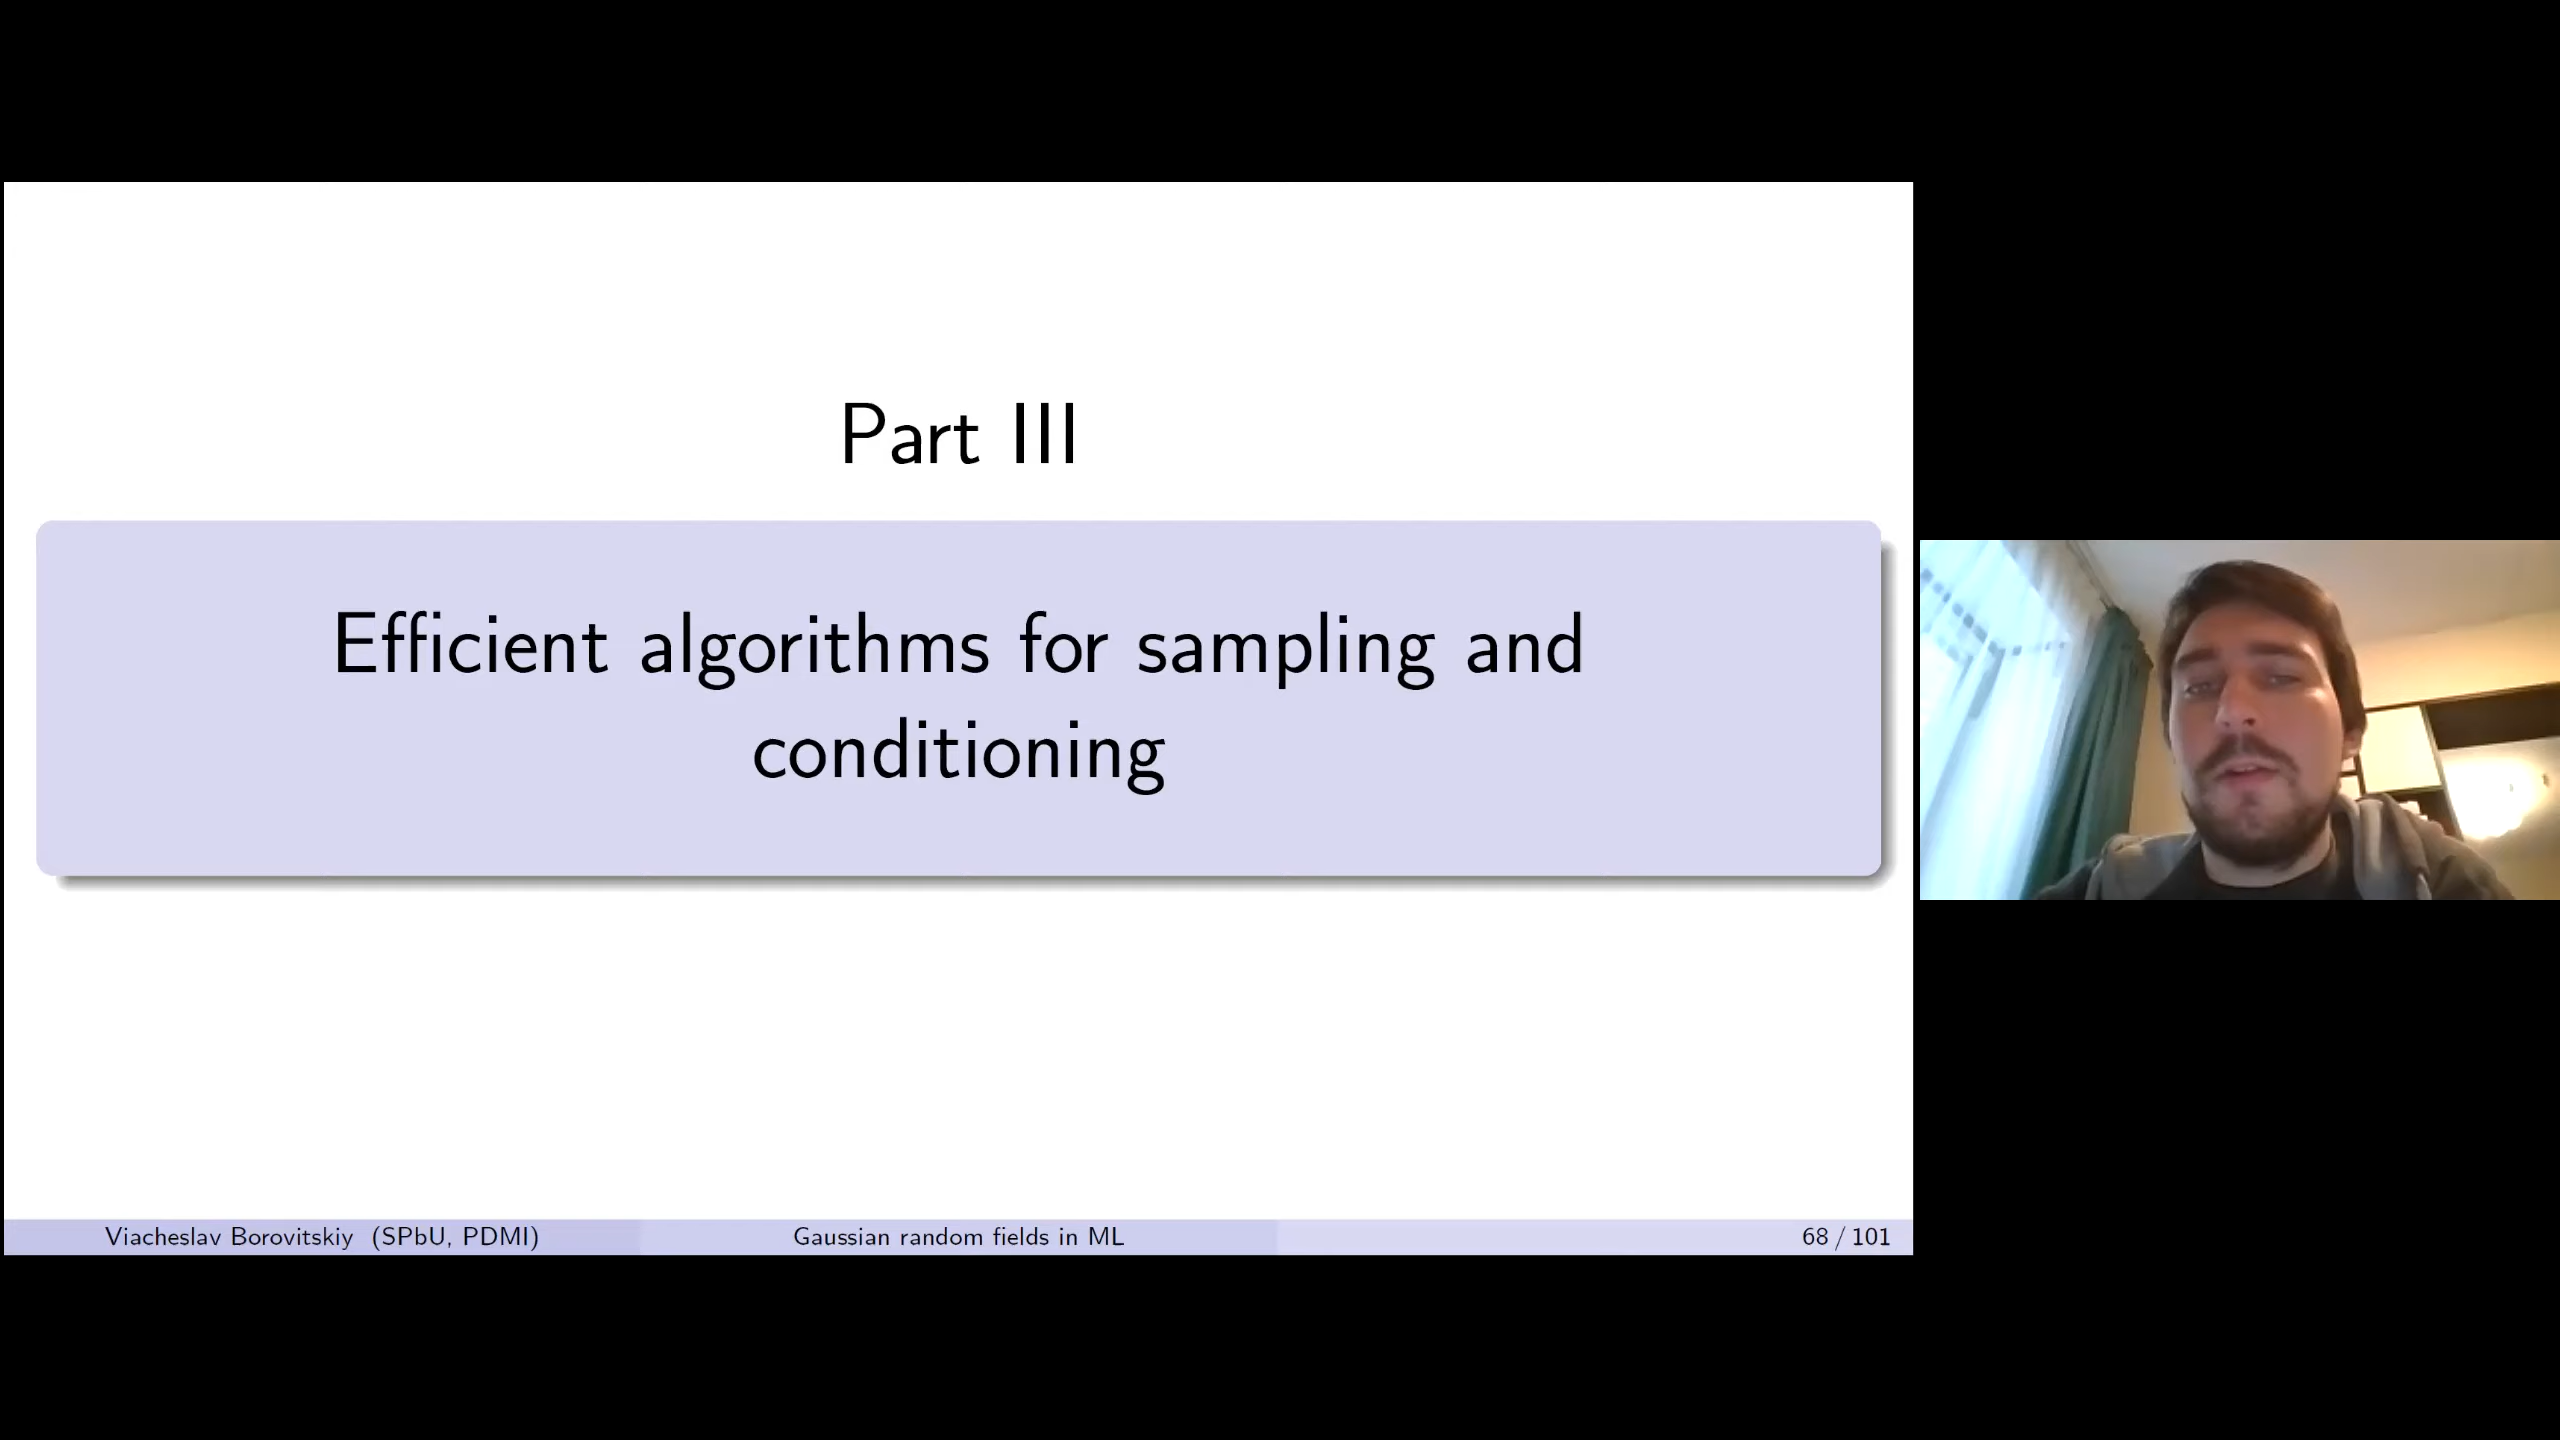 Part III
Efficient algorithms for sampling and
conditioning
Viacheslav Borovitskiy (SPbU, PDMI)
Gaussian random fields in ML
68 / 101